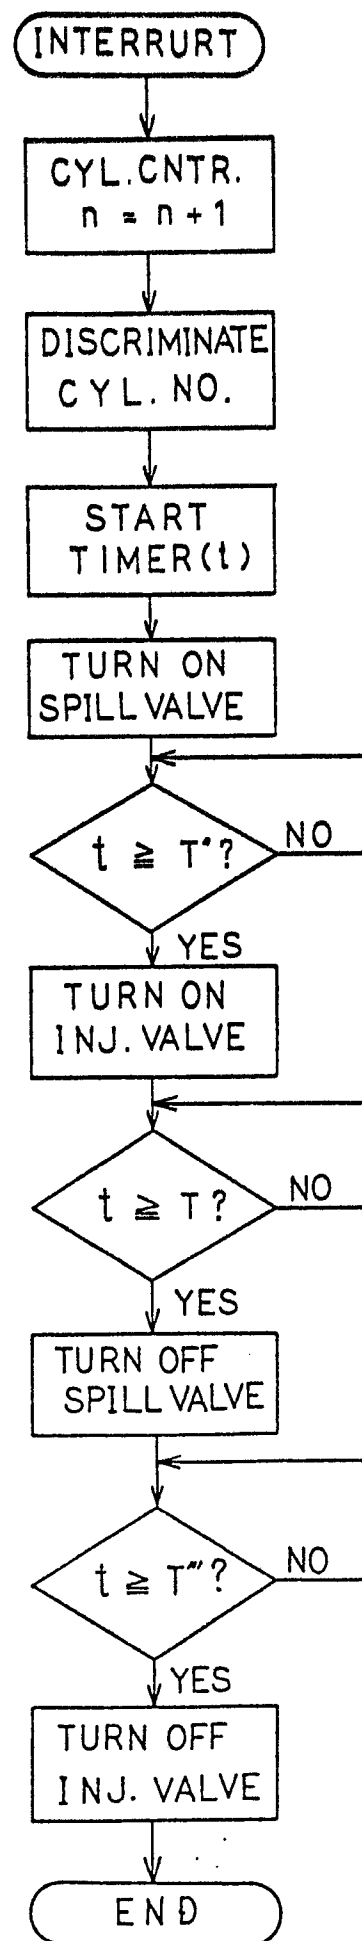 INTERRURT
CYL.CNTR.
n = n+1
DISCRIMINATE
CYL. NO.
START
TIMER(t)
TURN ON
SPILL VALVE
t ≧ T"?
NO
YES
TURN ON
INJ. VALVE
t ≧ T?
NO
YES
TURN OFF
SPILL VALVE
t ≧ T"'?
NO
YES
TURN OFF
INJ. VALVE
END